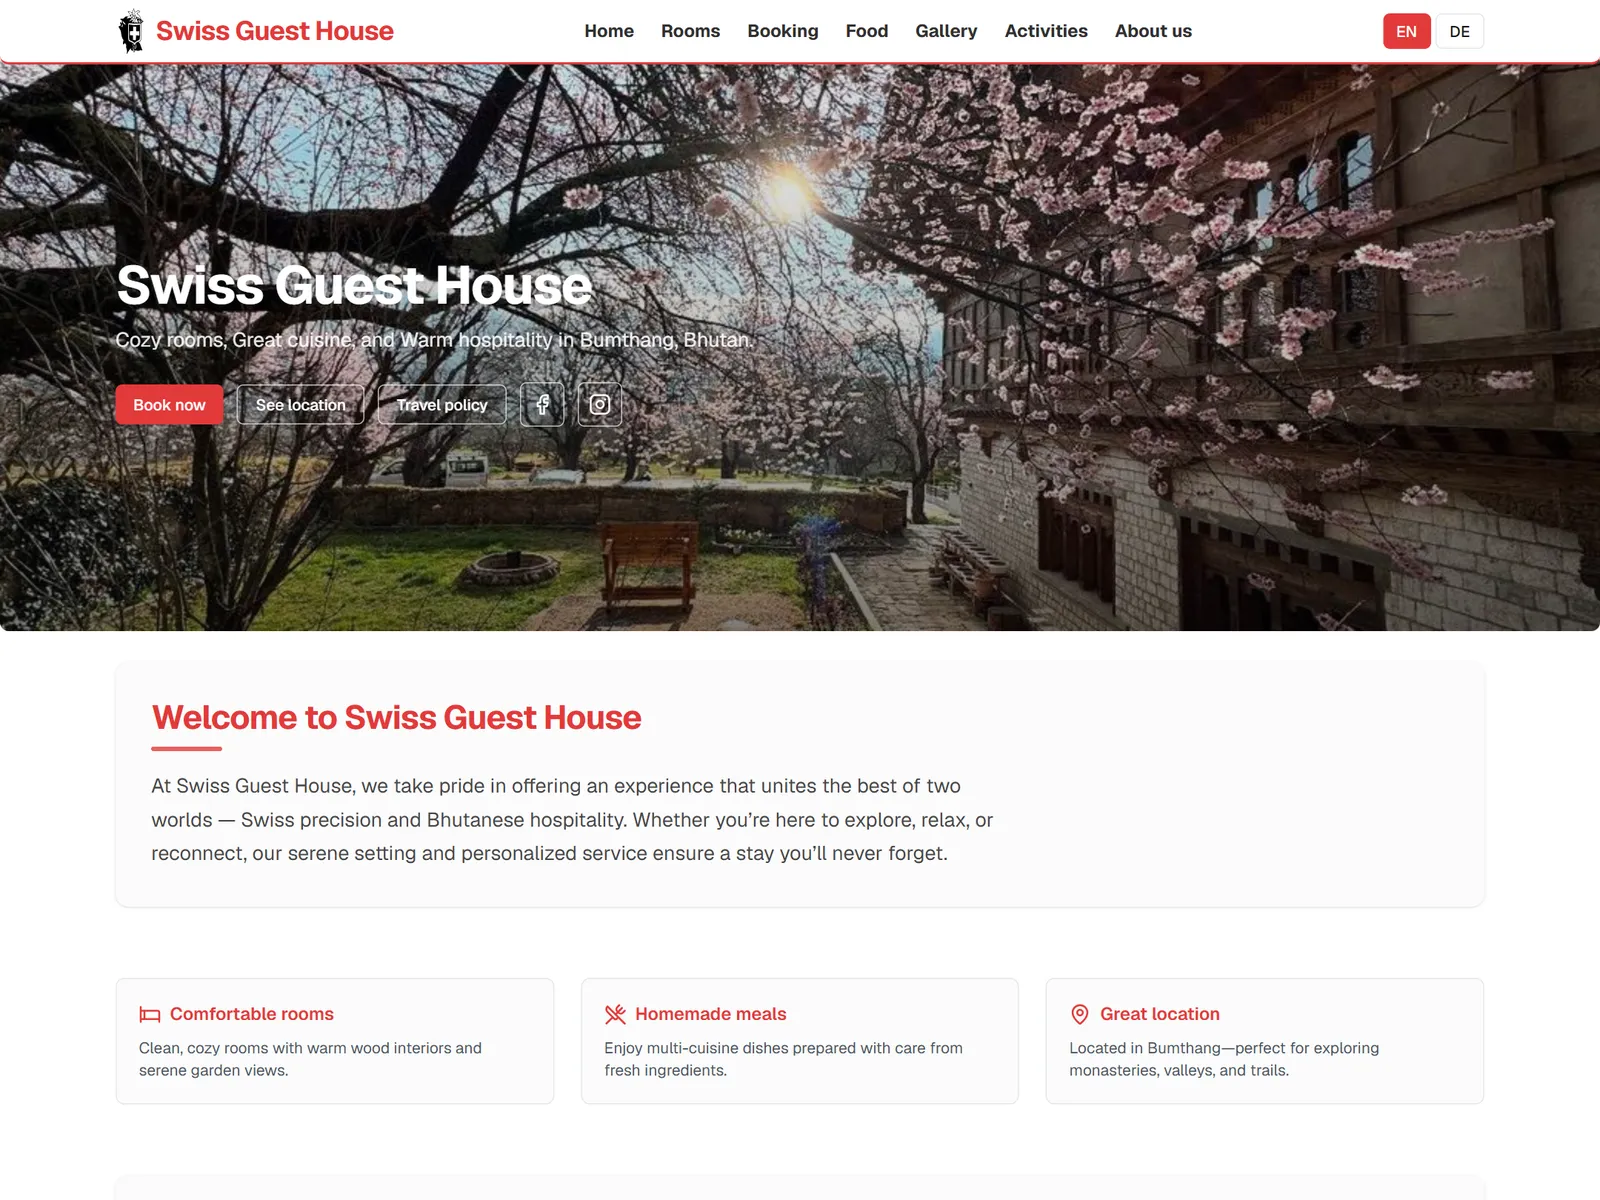 Swiss Guest House
Home
Rooms
Booking
Food
Gallery
Activities
About us
EN
DE
Swiss Guest House
Cozy rooms, Great cuisine, and Warm hospitality in Bumthang, Bhutan.
Book now
See location
Travel policy
Welcome to Swiss Guest House
At Swiss Guest House, we take pride in offering an experience that unites the best of two
worlds — Swiss precision and Bhutanese hospitality. Whether you’re here to explore, relax, or
reconnect, our serene setting and personalized service ensure a stay you’ll never forget.
Comfortable rooms
Clean, cozy rooms with warm wood interiors and
serene garden views.
Homemade meals
Enjoy multi-cuisine dishes prepared with care from
fresh ingredients.
Great location
Located in Bumthang—perfect for exploring
monasteries, valleys, and trails.